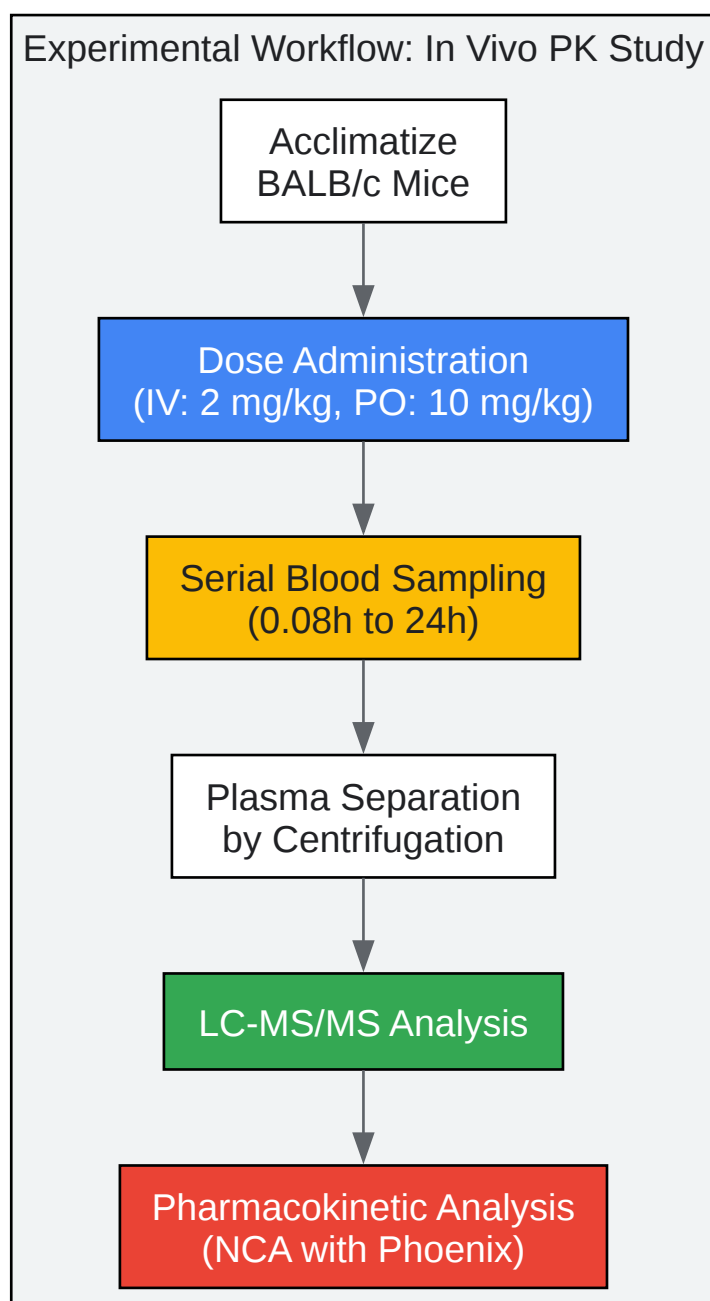 Experimental Workflow: In Vivo PK Study
Acclimatize
BALB/c Mice
Dose Administration
(IV: 2 mg/kg, PO: 10 mg/kg)
Serial Blood Sampling
(0.08h to 24h)
Plasma Separation
by Centrifugation
LC-MS/MS Analysis
Pharmacokinetic Analysis
(NCA with Phoenix)